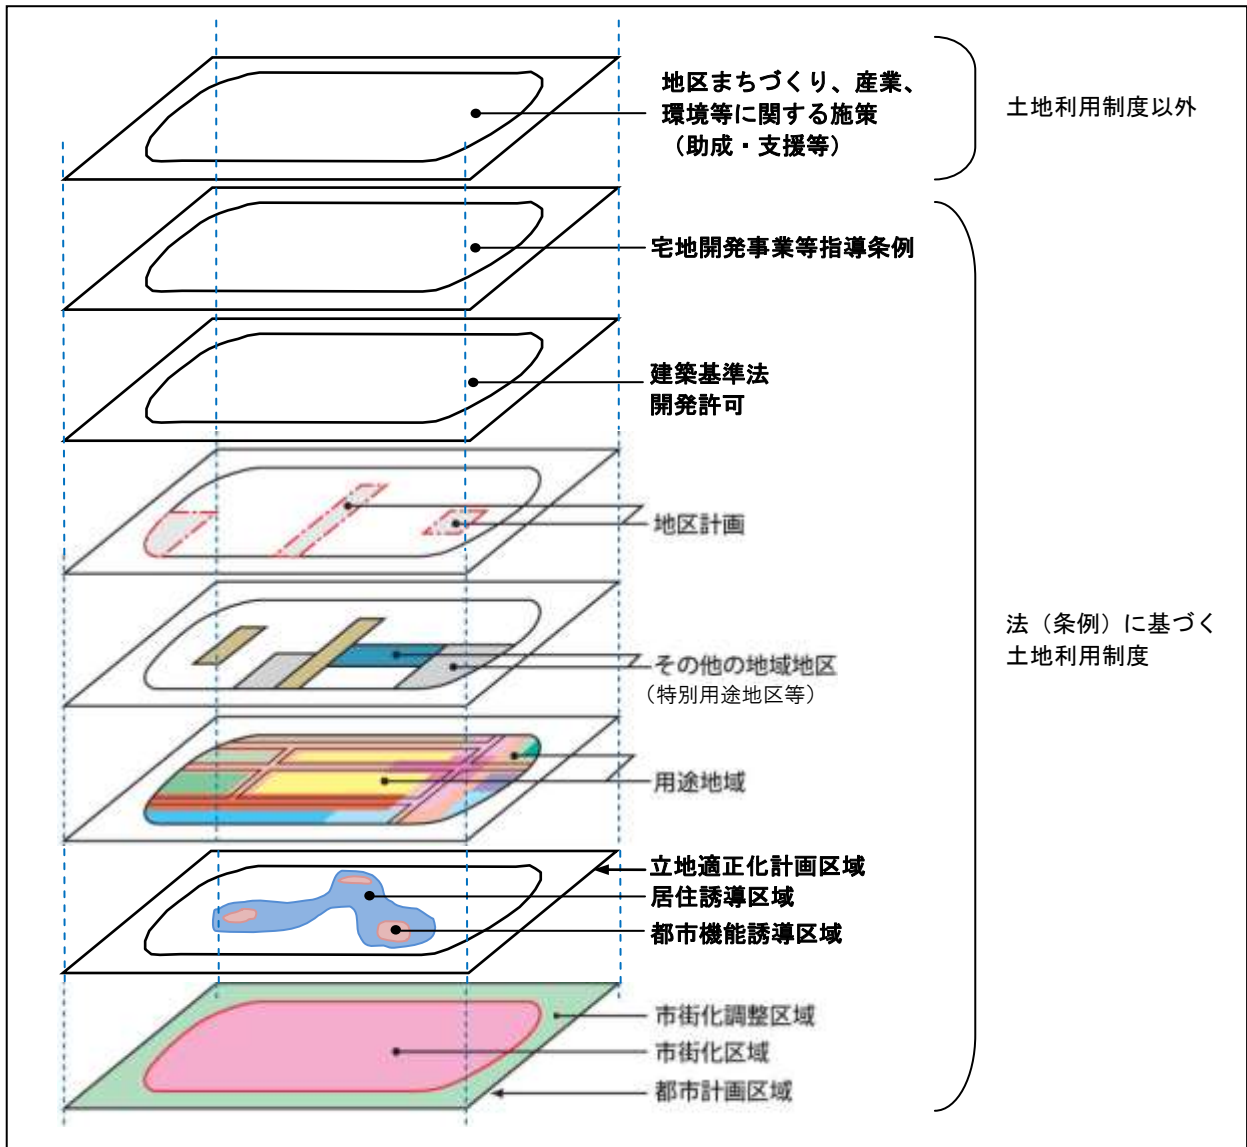 地区まちづくり、産業、
環境等に関する施策
（助成・支援等）
土地利用制度以外
宅地開発事業等指導条例
建築基準法
開発許可
地区計画
その他の地域地区
（特別用途地区等）
法（条例）に基づく
土地利用制度
用途地域
立地適正化計画区域
居住誘導区域
都市機能誘導区域
市街化調整区域
市街化区域
都市計画区域